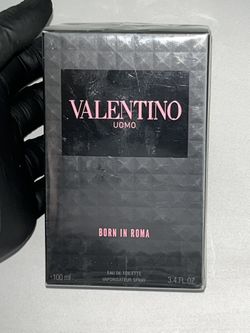 VALENTINO
UOMO
BORN IN ROMA
EAU DE TOILETTE
VAPORISATEUR SPRAY
100 ml
3.4 FL OZ